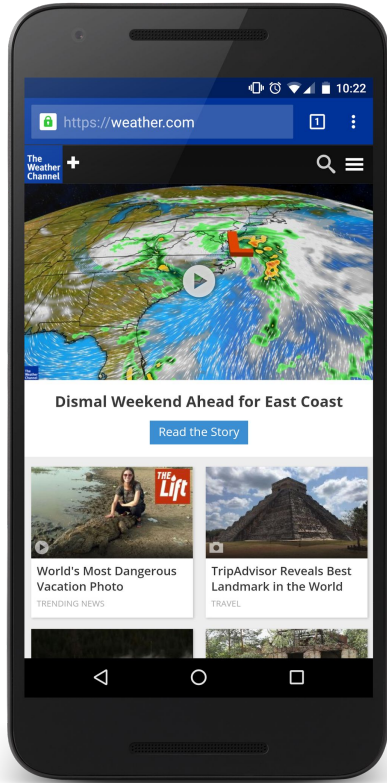 10:22
https://weather.com
1
The
Weather
Channel
L
Dismal Weekend Ahead for East Coast
Read the Story
THE
Lift
World's Most Dangerous
Vacation Photo
TRENDING NEWS
TripAdvisor Reveals Best
Landmark in the World
TRAVEL